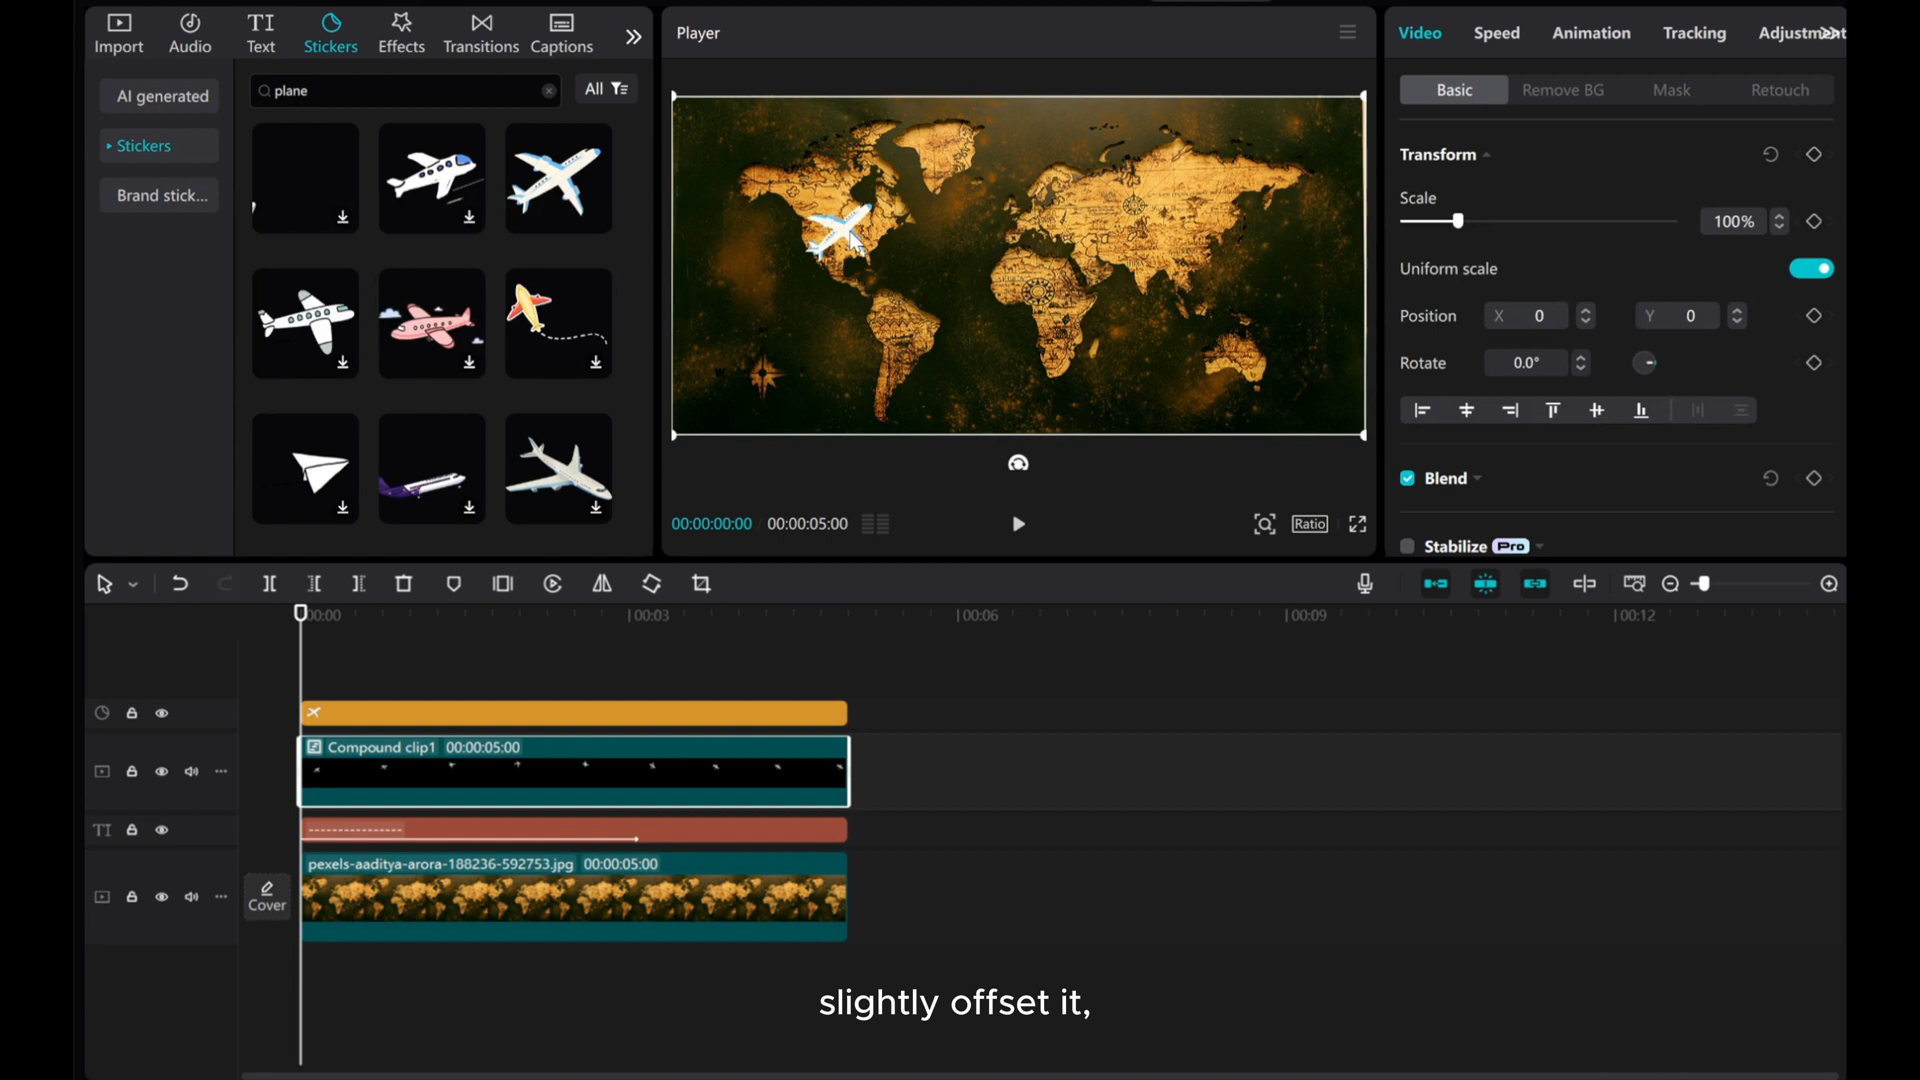 Import
Audio
TI
Text
Stickers
Effects
Transitions
Captions
AI generated
Stickers
Brand stick...
plane
All
Player
00:00:00:00
00:00:05:00
Ratio
Video
Speed
Animation
Tracking
Adjustment
Basic
Remove BG
Mask
Retouch
Transform
Scale
100%
Uniform scale
Position
X 0
Y 0
Rotate
0.0°
Blend
Stabilize Pro
00:00
00:03
00:06
00:09
00:12
Compound clip1 00:00:05:00
TI
----------------
pexels-aaditya-arora-188236-592753.jpg 00:00:05:00
Cover
slightly offset it,